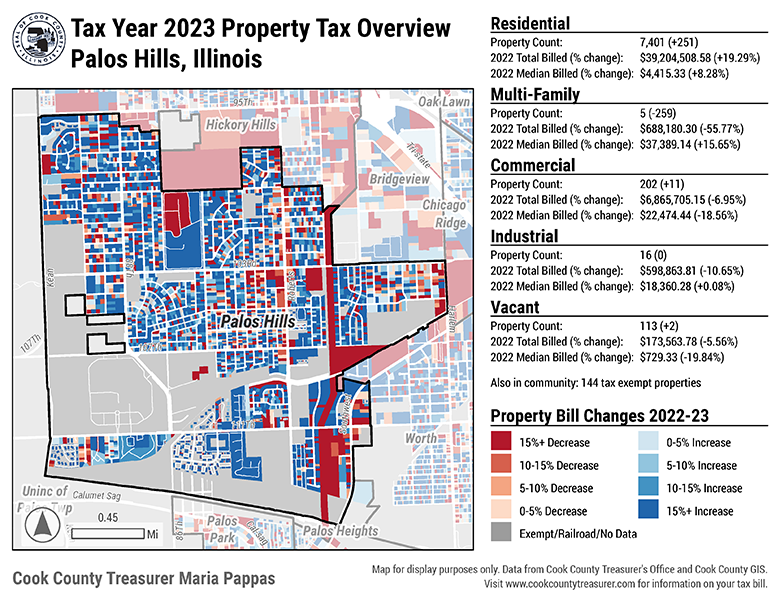 SEAL OF COOK COUNTY
ILLINOIS
Tax Year 2023 Property Tax Overview
Palos Hills, Illinois
95Th
Oak Lawn
Hickory Hills
Tri-state
Bridgeview
Chicago
Ridge
Kean
Roberts
Harlem
Palos Hills
107Th
107Th
Southwest
Worth
Uninc of
Palos Twp
Calumet Sag
86Th
Palos
Park
Cal-Sag
Palos Heights
0.45
Mi
Cook County Treasurer Maria Pappas
Residential
Property Count: 7,401 (+251)
2022 Total Billed (% change): $39,204,508.58 (+19.29%)
2022 Median Billed (% change): $4,415.33 (+8.28%)
Multi-Family
Property Count: 5 (-259)
2022 Total Billed (% change): $688,180.30 (-55.77%)
2022 Median Billed (% change): $37,389.14 (+15.65%)
Commercial
Property Count: 202 (+11)
2022 Total Billed (% change): $6,865,705.15 (-6.95%)
2022 Median Billed (% change): $22,474.44 (-18.56%)
Industrial
Property Count: 16 (0)
2022 Total Billed (% change): $598,863.81 (-10.65%)
2022 Median Billed (% change): $18,360.28 (+0.08%)
Vacant
Property Count: 113 (+2)
2022 Total Billed (% change): $173,563.78 (-5.56%)
2022 Median Billed (% change): $729.33 (-19.84%)
Also in community: 144 tax exempt properties
Property Bill Changes 2022-23
15%+ Decrease
10-15% Decrease
5-10% Decrease
0-5% Decrease
0-5% Increase
5-10% Increase
10-15% Increase
15%+ Increase
Exempt/Railroad/No Data
Map for display purposes only. Data from Cook County Treasurer's Office and Cook County GIS.
Visit www.cookcountytreasurer.com for information on your tax bill.